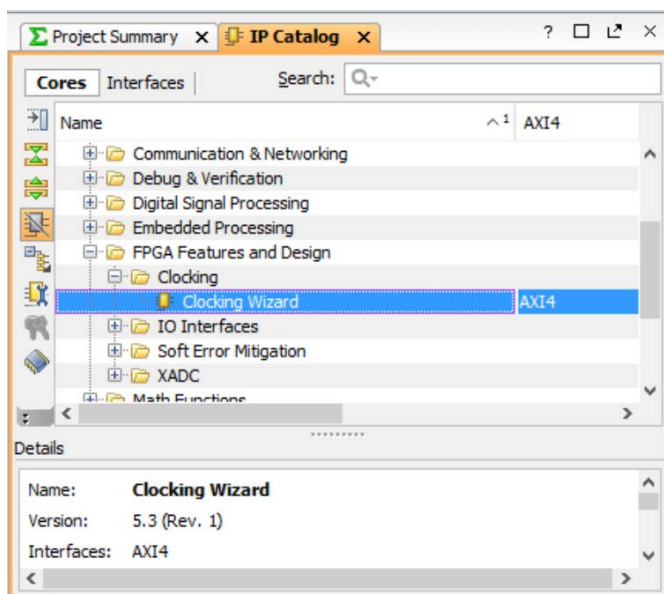 Project Summary IP Catalog ?
Cores Interfaces Search:
Name 1 AXI4
Communication & Networking
Debug & Verification
Digital Signal Processing
Embedded Processing
FPGA Features and Design
Clocking
Clocking Wizard AXI4
IO Interfaces
Soft Error Mitigation
XADC
Math Functions
Details
Name: Clocking Wizard
Version: 5.3 (Rev. 1)
Interfaces: AXI4